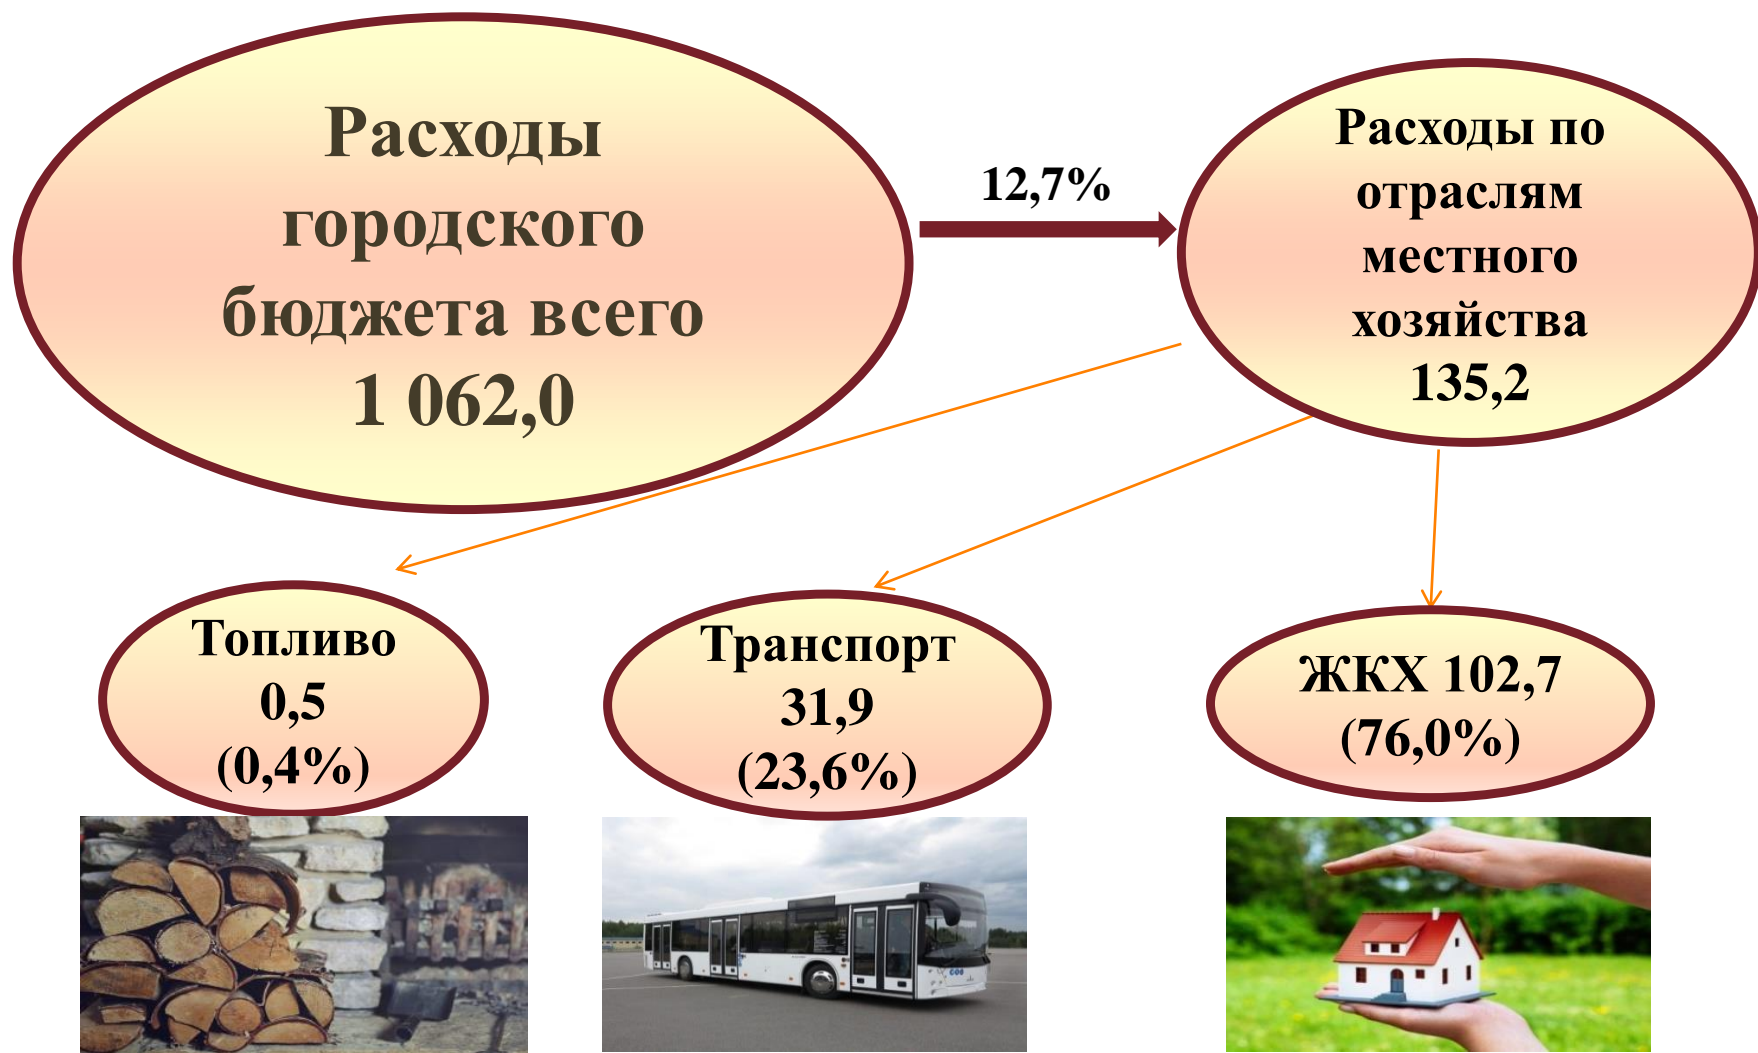 Расходы
городского
бюджета всего
1 062,0
12,7%
Расходы по
отраслям
местного
хозяйства
135,2
Топливо
0,5
(0,4%)
Транспорт
31,9
(23,6%)
ЖКХ 102,7
(76,0%)